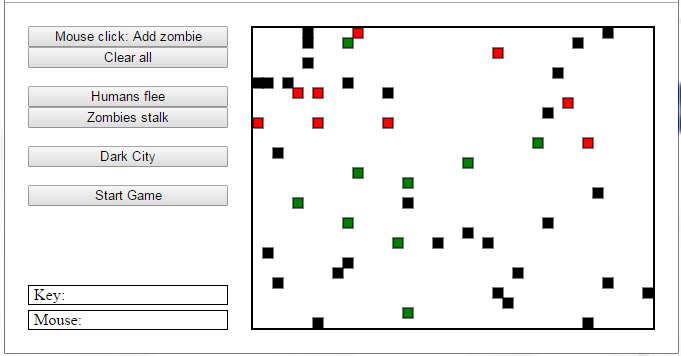 Mouse click: Add zombie
Clear all
Humans flee
Zombies stalk
Dark City
Start Game
Key:
Mouse: